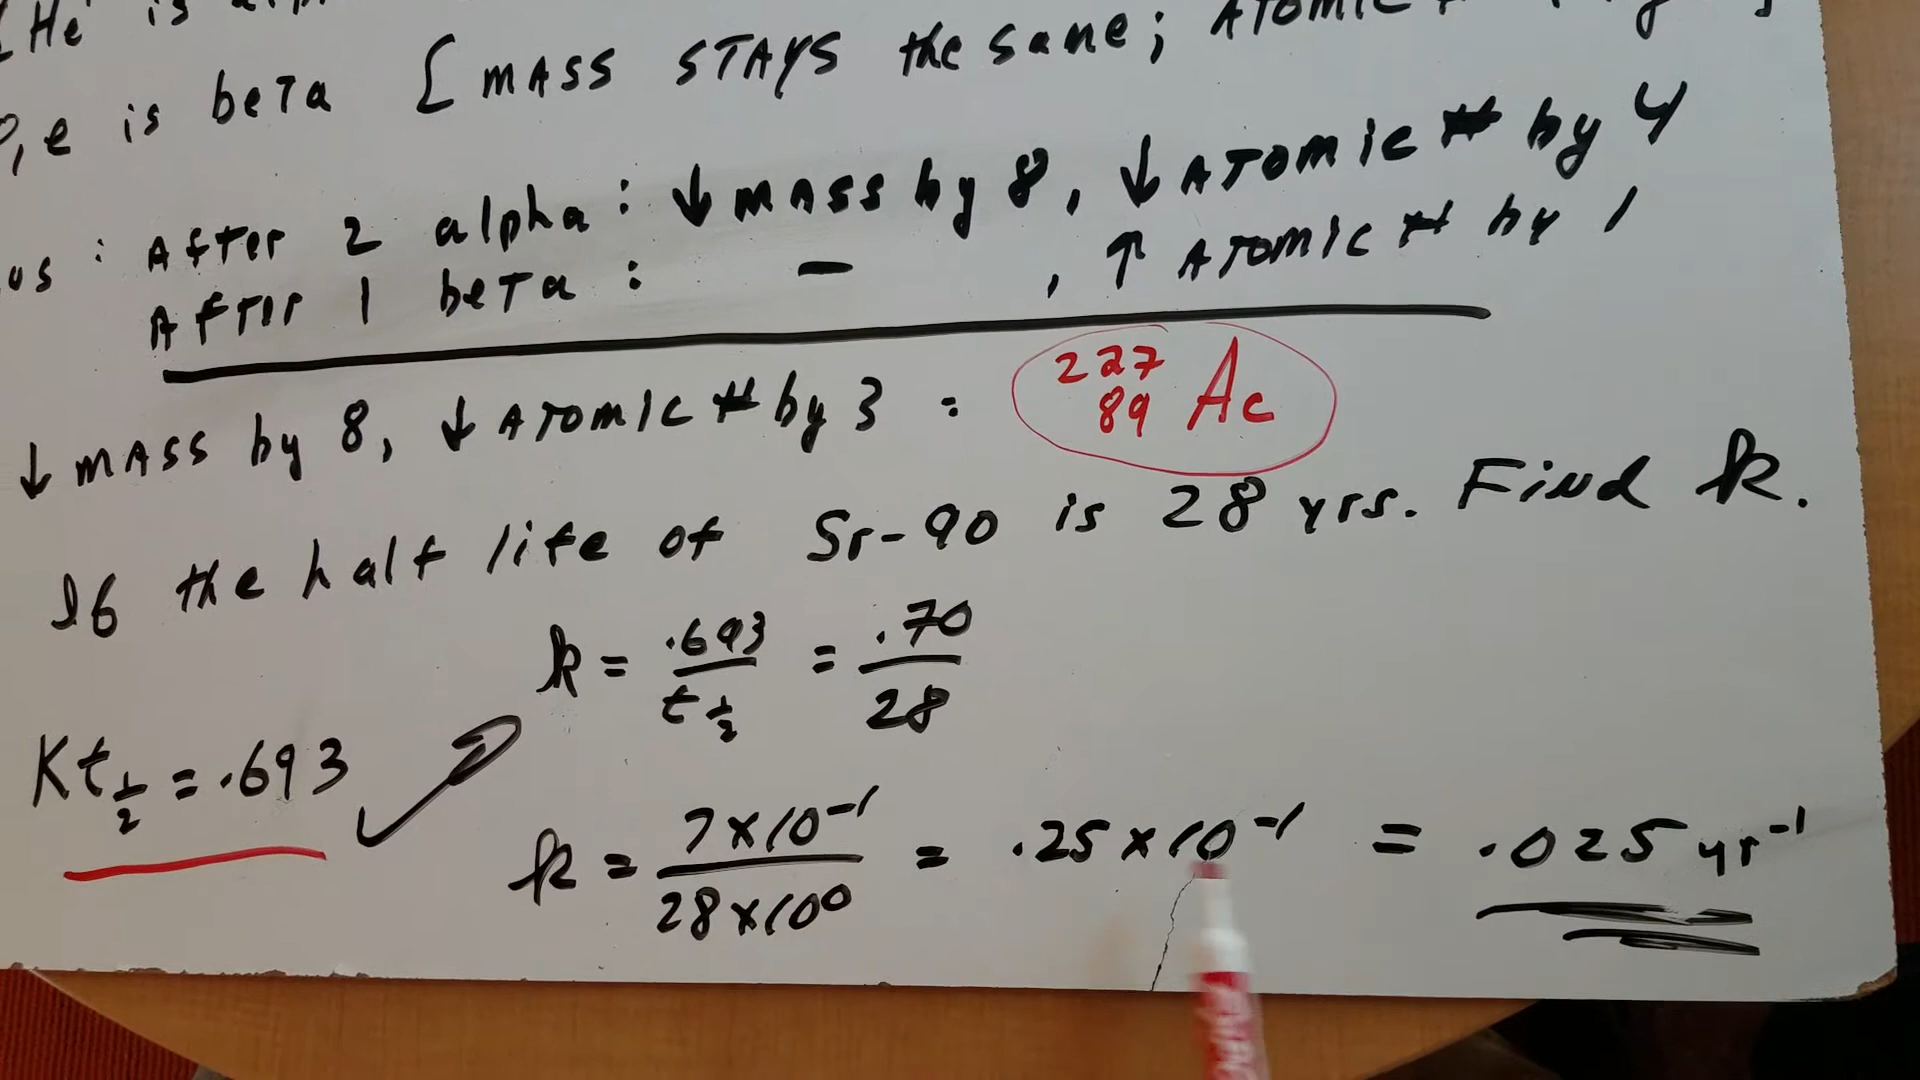 He is
e is beta [ MASS STAYS the same; ATOMIC #
us: After 2 alpha: ↓ MASS by 8, ↓ ATOMIC # by 4
After 1 beta: — , ↑ ATOMIC # by 1
↓ MASS by 8, ↓ ATOMIC # by 3 = 227 89 Ac
If the half life of Sr-90 is 28 yrs. Find k.
k = .693 / t 1/2 = .70 / 28
Kt 1/2 = .693
k = 7×10⁻¹ / 28×10⁰ = .25×10⁻¹ = .025 yr⁻¹